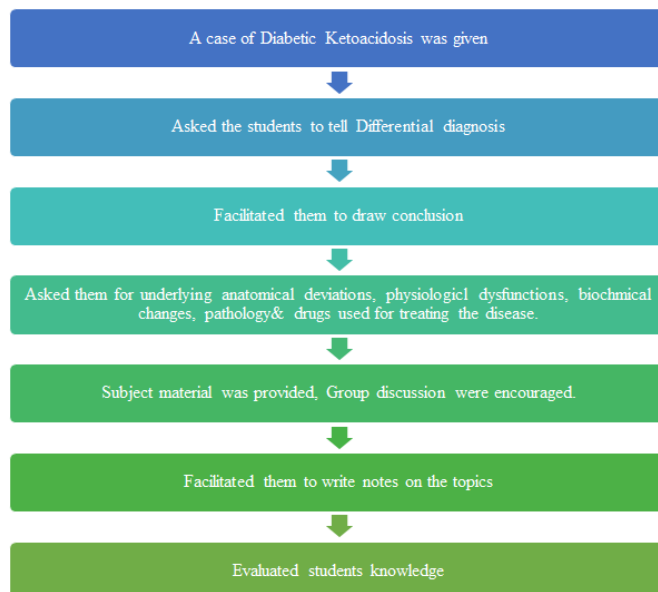 A case of Diabetic Ketoacidosis was given
Asked the students to tell Differential diagnosis
Facilitated them to draw conclusion
Asked them for underlying anatomical deviations, physiologicl dysfunctions, biochmical
changes, pathology& drugs used for treating the disease.
Subject material was provided, Group discussion were encouraged.
Facilitated them to write notes on the topics
Evaluated students knowledge